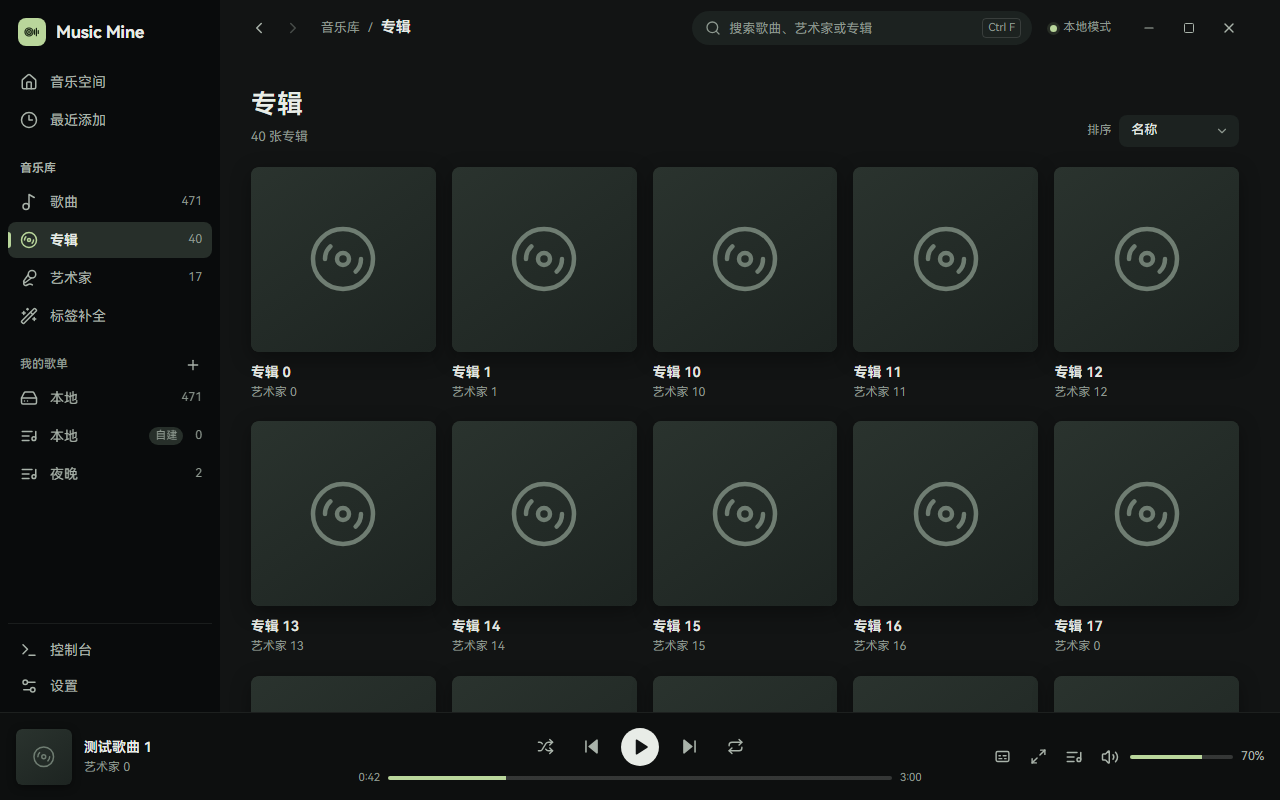 Music Mine
音乐空间
最近添加
音乐库
歌曲 471
专辑 40
艺术家 17
标签补全
我的歌单
本地 471
本地 自建 0
夜晚 2
控制台
设置
音乐库 / 专辑
搜索歌曲、艺术家或专辑 Ctrl F
本地模式
专辑
40 张专辑
排序 名称
专辑 0
艺术家 0
专辑 1
艺术家 1
专辑 10
艺术家 10
专辑 11
艺术家 11
专辑 12
艺术家 12
专辑 13
艺术家 13
专辑 14
艺术家 14
专辑 15
艺术家 15
专辑 16
艺术家 16
专辑 17
艺术家 0
测试歌曲 1
艺术家 0
0:42
3:00
70%